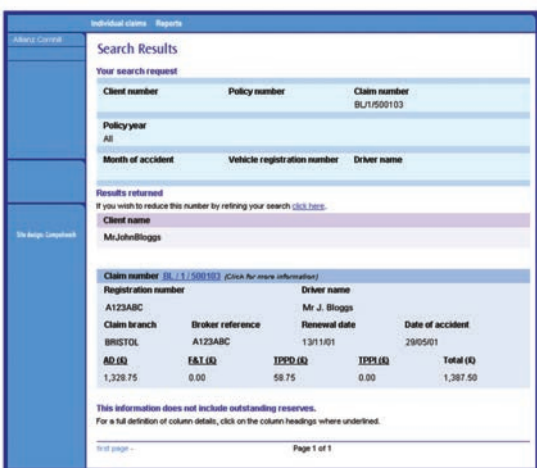 Individual claims Reports
Allianz Cornhill
Search Results
Your search request
Client number Policy number Claim number
BL/1/500103
Policy year
All
Month of accident Vehicle registration number Driver name
Results returned
If you wish to reduce this number by refining your search click here.
Client name
MrJohnBloggs
Site design: Compuhweb
Claim number BL / 1 / 500103 (Click for more information)
Registration number Driver name
A123ABC Mr J. Bloggs
Claim branch Broker reference Renewal date Date of accident
BRISTOL A123ABC 13/11/01 29/05/01
AD (£) F&T (£) TPPD (£) TPPI (£) Total (£)
1,328.75 0.00 58.75 0.00 1,387.50
This information does not include outstanding reserves.
For a full definition of column details, click on the column headings where underlined.
first page - Page 1 of 1